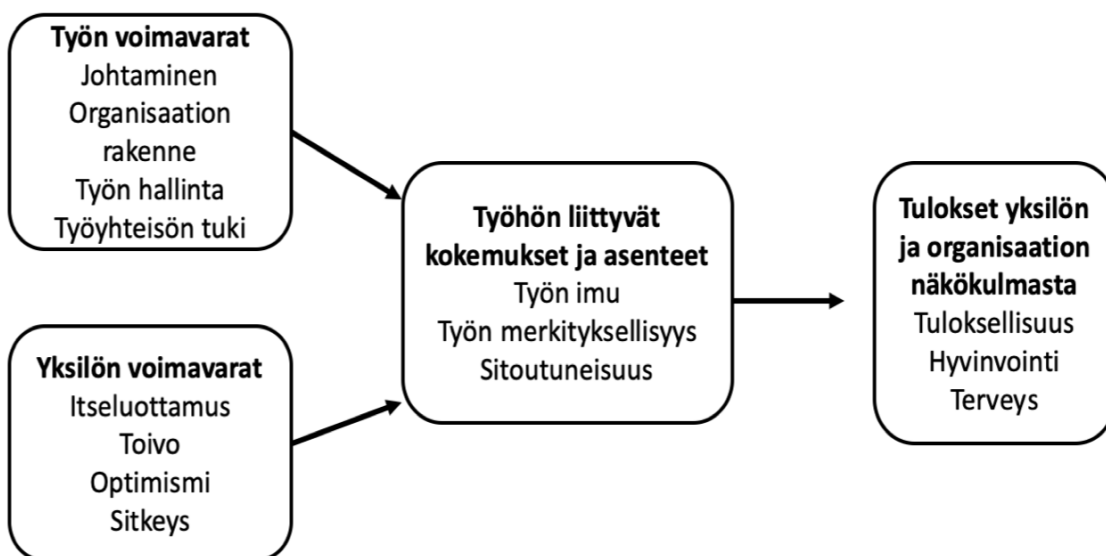 Työn voimavarat
Johtaminen
Organisaation
rakenne
Työn hallinta
Työyhteisön tuki
Yksilön voimavarat
Itseluottamus
Toivo
Optimismi
Sitkeys
Työhön liittyvät
kokemukset ja asenteet
Työn imu
Työn merkityksellisyys
Sitoutuneisuus
Tulokset yksilön
ja organisaation
näkökulmasta
Tuloksellisuus
Hyvinvointi
Terveys